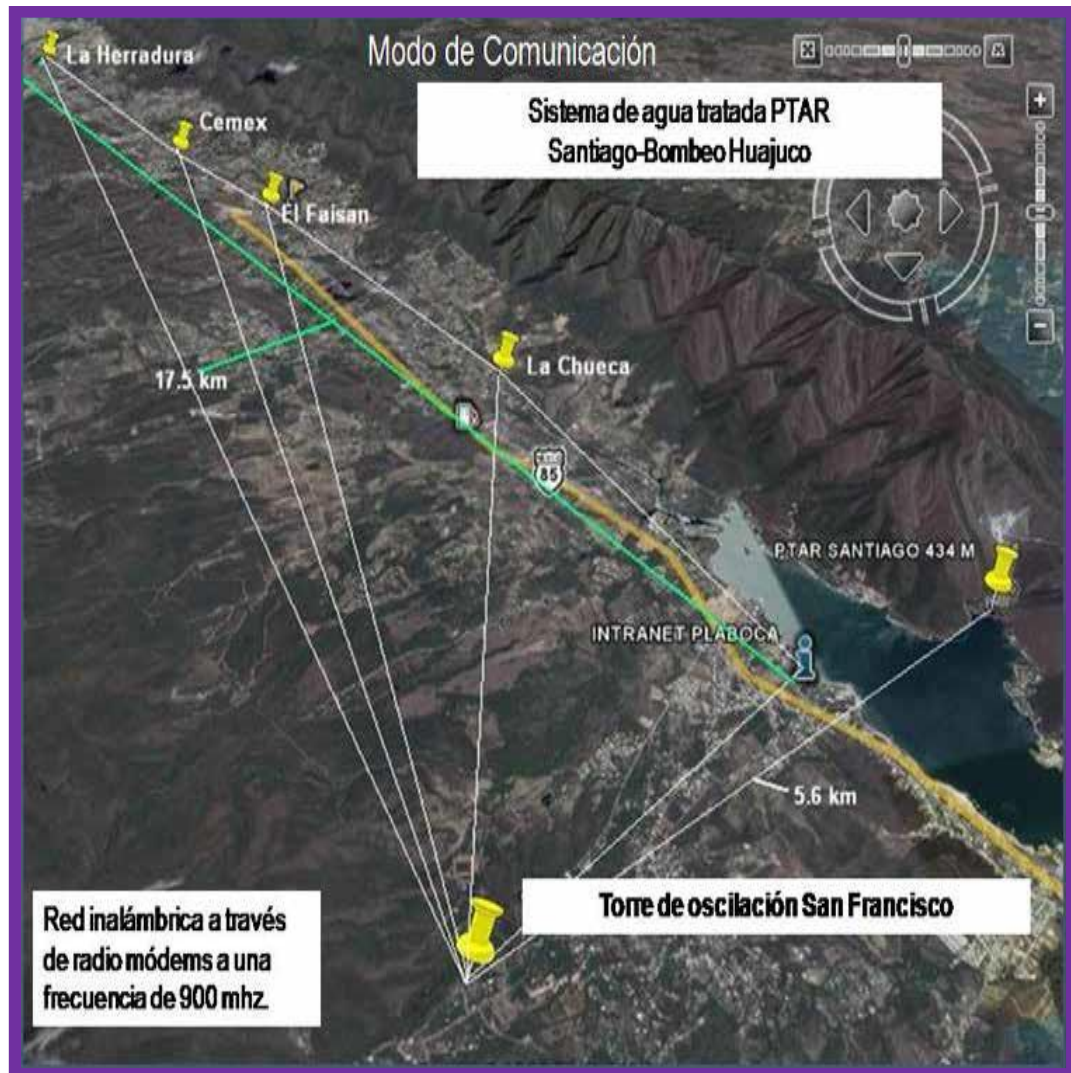 La Herradura
Modo de Comunicación
Sistema de agua tratada PTAR
Santiago-Bombeo Huajuco
Cemex
El Faisan
La Chueca
17.5 km
85
PTAR SANTIAGO 434 M
INTRANET PLABOCA
5.6 km
Torre de oscilación San Francisco
Red inalámbrica a través
de radio módems a una
frecuencia de 900 mhz.